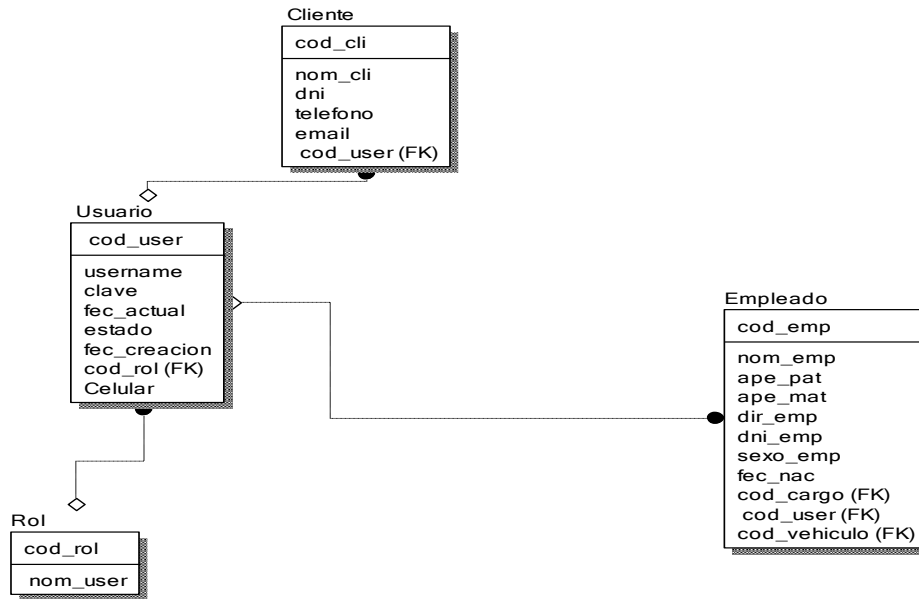 Cliente
cod_cli
nom_cli
dni
telefono
email
cod_user (FK)
Usuario
cod_user
username
clave
fec_actual
estado
fec_creacion
cod_rol (FK)
Celular
Empleado
cod_emp
nom_emp
ape_pat
ape_mat
dir_emp
dni_emp
sexo_emp
fec_nac
cod_cargo (FK)
cod_user (FK)
cod_vehiculo (FK)
Rol
cod_rol
nom_user